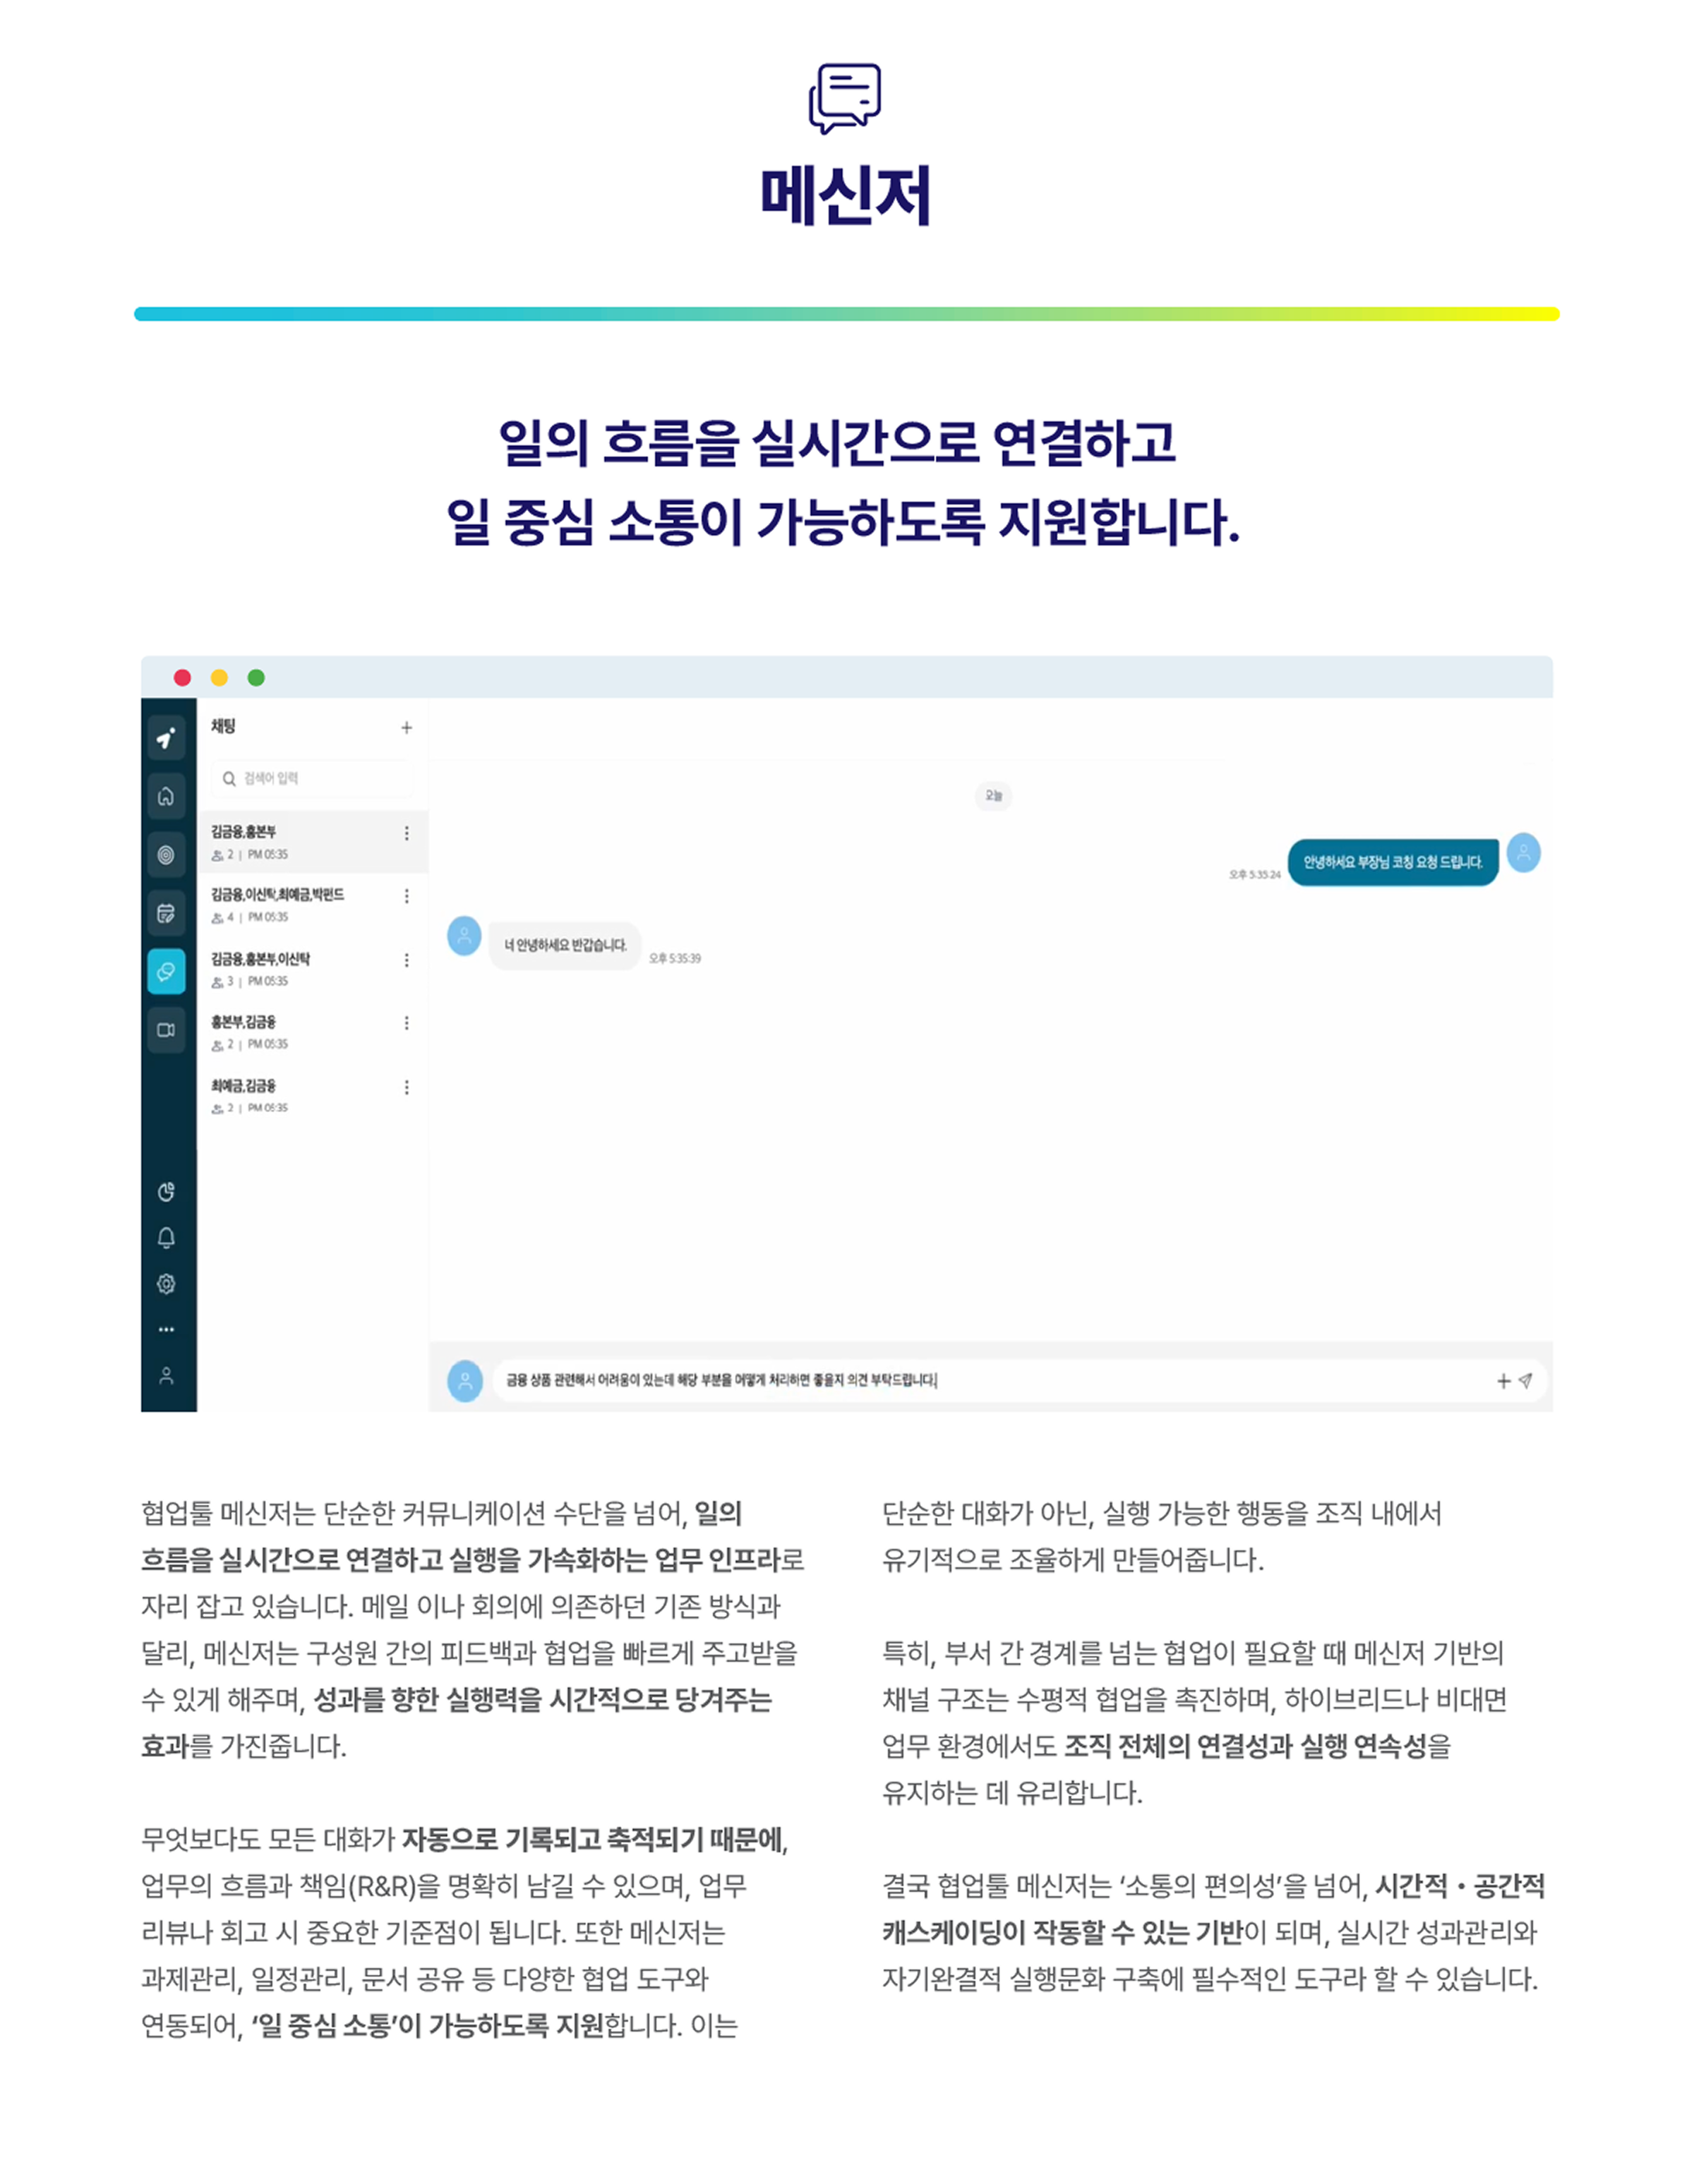 메신저
일의 흐름을 실시간으로 연결하고
일 중심 소통이 가능하도록 지원합니다.
채팅
검색어 입력
김금융,홍본부
2 | PM 05:35
김금융,이신탁,최예금,박펀드
4 | PM 05:35
김금융,홍본부,이신탁
3 | PM 05:35
홍본부,김금융
2 | PM 05:35
최예금,김금융
2 | PM 05:35
오늘
안녕하세요 부장님 코칭 요청 드립니다.
오후 5:35:24
네 안녕하세요 반갑습니다.
오후 5:35:39
금융 상품 관련해서 어려움이 있는데 해당 부분을 어떻게 처리하면 좋을지 의견 부탁드립니다.
협업툴 메신저는 단순한 커뮤니케이션 수단을 넘어, 일의
흐름을 실시간으로 연결하고 실행을 가속화하는 업무 인프라로
자리 잡고 있습니다. 메일 이나 회의에 의존하던 기존 방식과
달리, 메신저는 구성원 간의 피드백과 협업을 빠르게 주고받을
수 있게 해주며, 성과를 향한 실행력을 시간적으로 당겨주는
효과를 가진줍니다.
무엇보다도 모든 대화가 자동으로 기록되고 축적되기 때문에,
업무의 흐름과 책임(R&R)을 명확히 남길 수 있으며, 업무
리뷰나 회고 시 중요한 기준점이 됩니다. 또한 메신저는
과제관리, 일정관리, 문서 공유 등 다양한 협업 도구와
연동되어, ‘일 중심 소통’이 가능하도록 지원합니다. 이는
단순한 대화가 아닌, 실행 가능한 행동을 조직 내에서
유기적으로 조율하게 만들어줍니다.
특히, 부서 간 경계를 넘는 협업이 필요할 때 메신저 기반의
채널 구조는 수평적 협업을 촉진하며, 하이브리드나 비대면
업무 환경에서도 조직 전체의 연결성과 실행 연속성을
유지하는 데 유리합니다.
결국 협업툴 메신저는 ‘소통의 편의성’을 넘어, 시간적・공간적
캐스케이딩이 작동할 수 있는 기반이 되며, 실시간 성과관리와
자기완결적 실행문화 구축에 필수적인 도구라 할 수 있습니다.